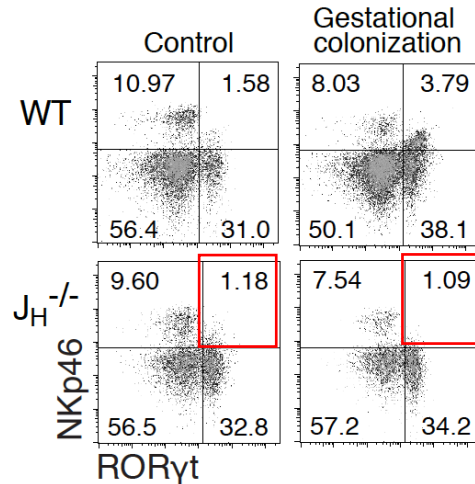 Control
Gestational
colonization
WT
10.97 1.58
56.4 31.0
8.03 3.79
50.1 38.1
JH-/-
9.60 1.18
56.5 32.8
7.54 1.09
57.2 34.2
NKp46
RORγt